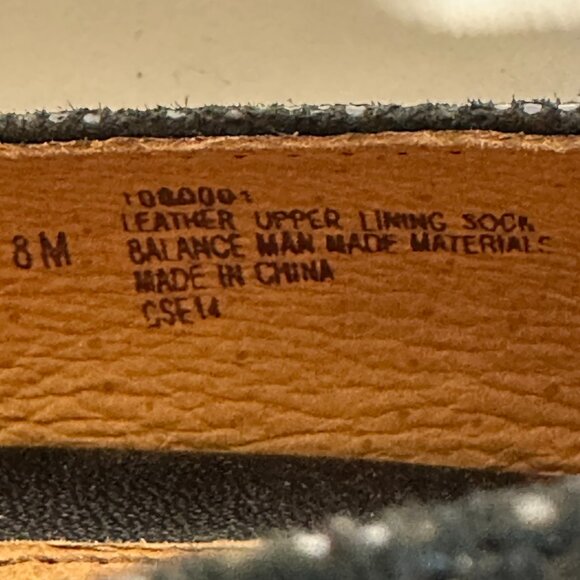 8 M
LEATHER UPPER LINING SOCK
BALANCE MAN MADE MATERIALS
MADE IN CHINA
CSE14